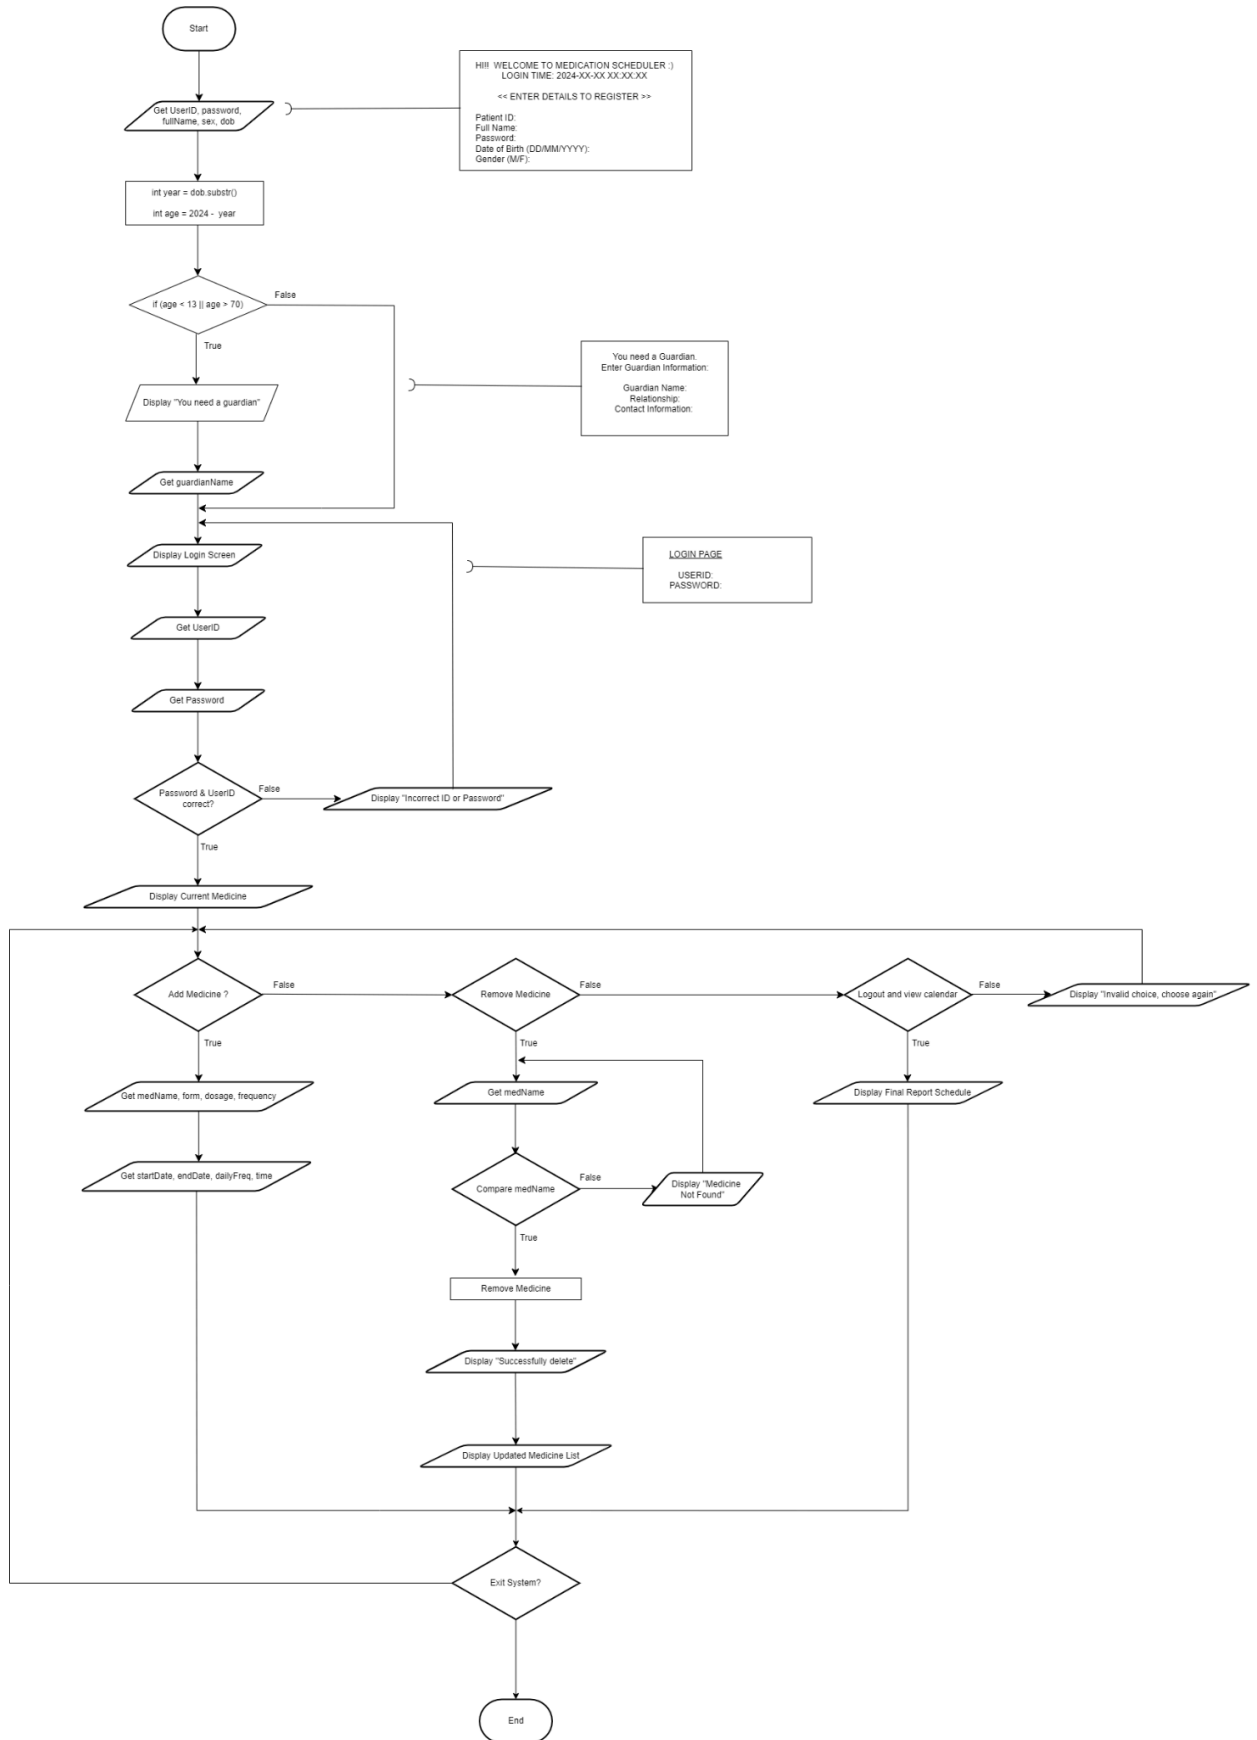 Start
HI!!  WELCOME TO MEDICATION SCHEDULER :)
LOGIN TIME: 2024-XX-XX XX:XX:XX
<< ENTER DETAILS TO REGISTER >>
Patient ID:
Full Name:
Password:
Date of Birth (DD/MM/YYYY):
Gender (M/F):
Get UserID, password,
fullName, sex, dob
int year = dob.substr()
int age = 2024 -  year
if (age < 13 || age > 70)
False
True
You need a Guardian.
Enter Guardian Information:
Guardian Name:
Relationship:
Contact Information:
Display "You need a guardian"
Get guardianName
Display Login Screen
LOGIN PAGE
USERID:
PASSWORD:
Get UserID
Get Password
Password & UserID
correct?
False
Display "Incorrect ID or Password"
True
Display Current Medicine
Add Medicine ?
False
Remove Medicine
False
Logout and view calendar
False
Display "Invalid choice, choose again"
True
True
True
Get medName, form, dosage, frequency
Get medName
Display Final Report Schedule
Get startDate, endDate, dailyFreq, time
Compare medName
False
Display "Medicine
Not Found"
True
Remove Medicine
Display "Successfully delete"
Display Updated Medicine List
Exit System?
End